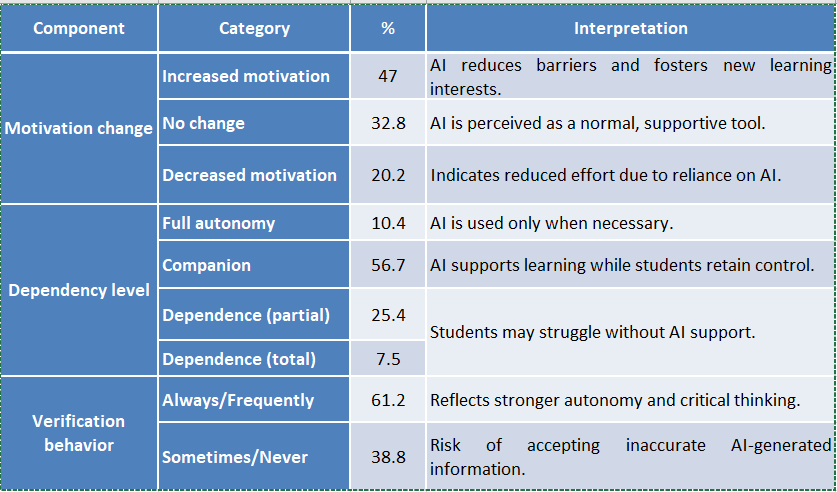 Component Category % Interpretation
Motivation change
Increased motivation 47 AI reduces barriers and fosters new learning
interests.
No change 32.8 AI is perceived as a normal, supportive tool.
Decreased motivation 20.2 Indicates reduced effort due to reliance on AI.
Dependency level
Full autonomy 10.4 AI is used only when necessary.
Companion 56.7 AI supports learning while students retain control.
Dependence (partial) 25.4
Students may struggle without AI support.
Dependence (total) 7.5
Verification
behavior
Always/Frequently 61.2 Reflects stronger autonomy and critical thinking.
Sometimes/Never 38.8 Risk of accepting inaccurate AI-generated
information.